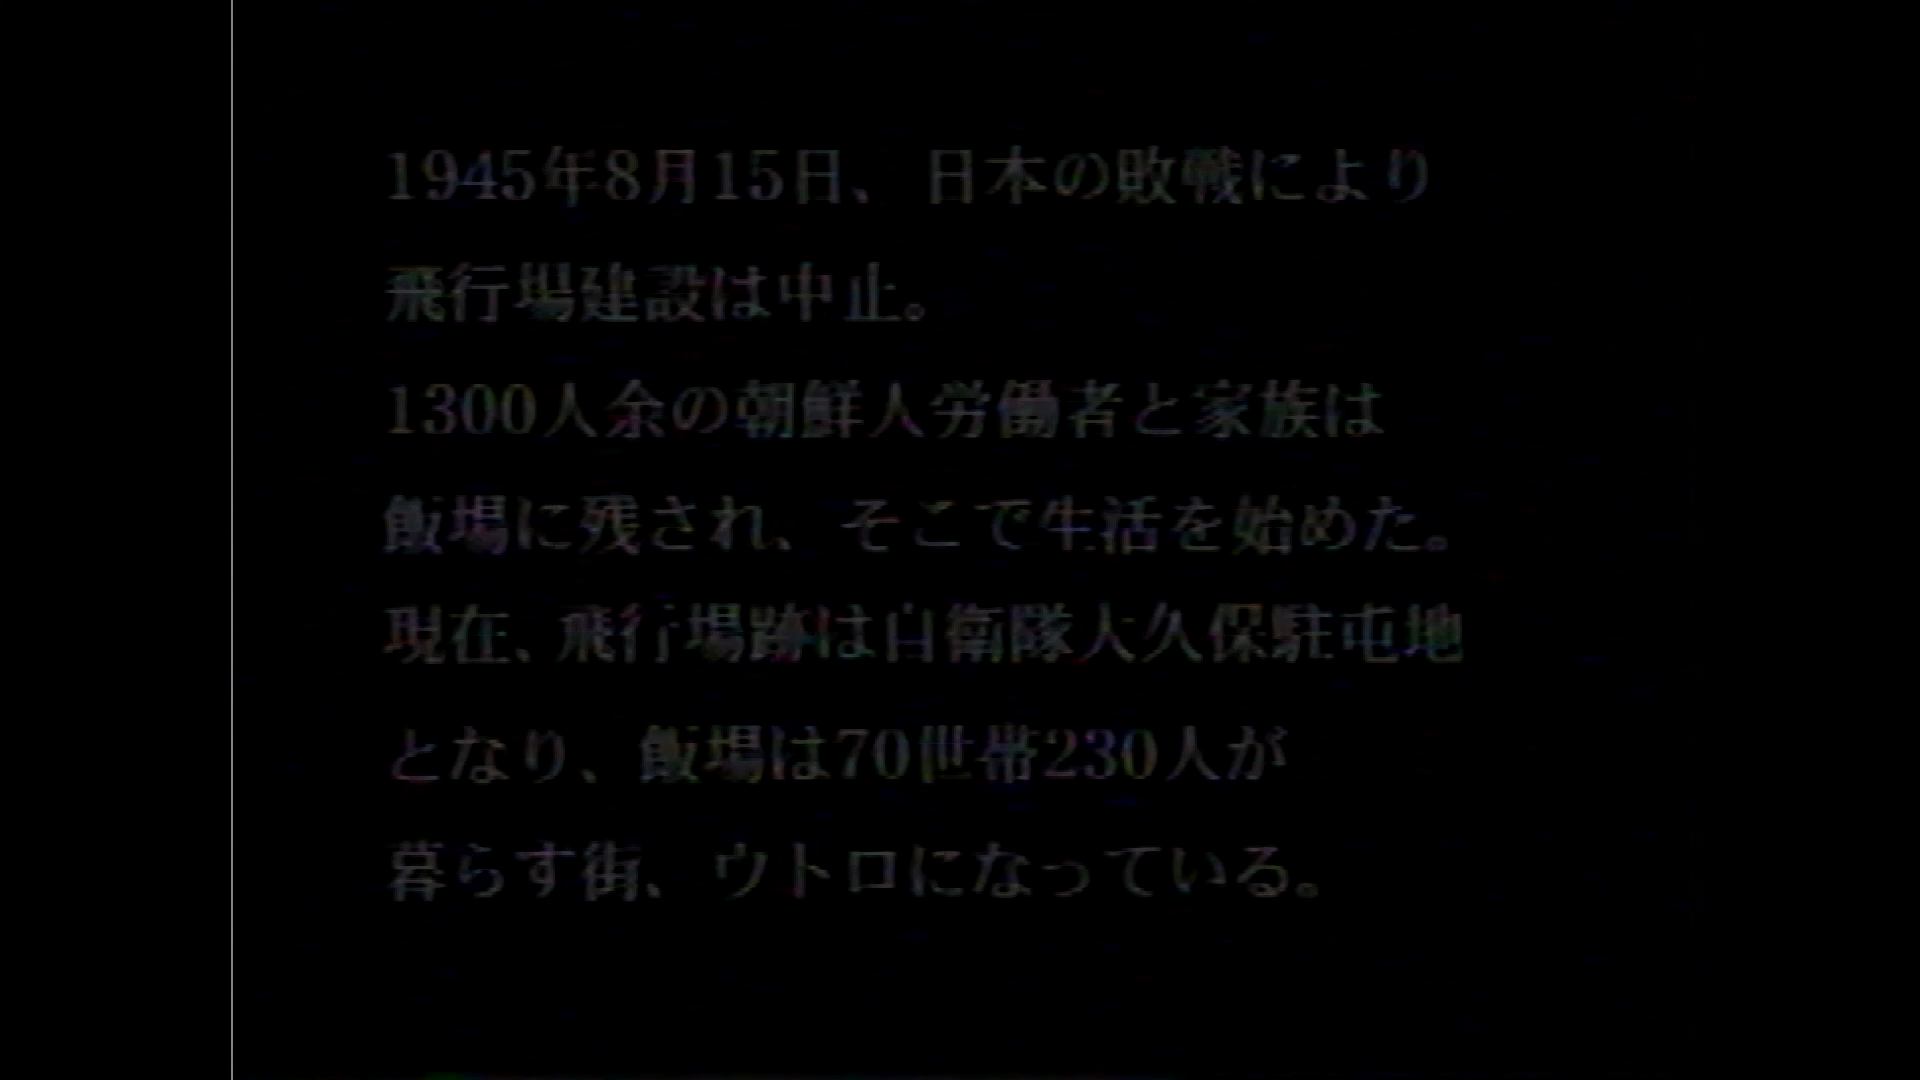 1945年8月15日、日本の敗戦により
飛行場建設は中止。
1300人余の朝鮮人労働者と家族は
飯場に残され、そこで生活を始めた。
現在、飛行場跡は自衛隊大久保駐屯地
となり、飯場は70世帯230人が
暮らす街、ウトロになっている。